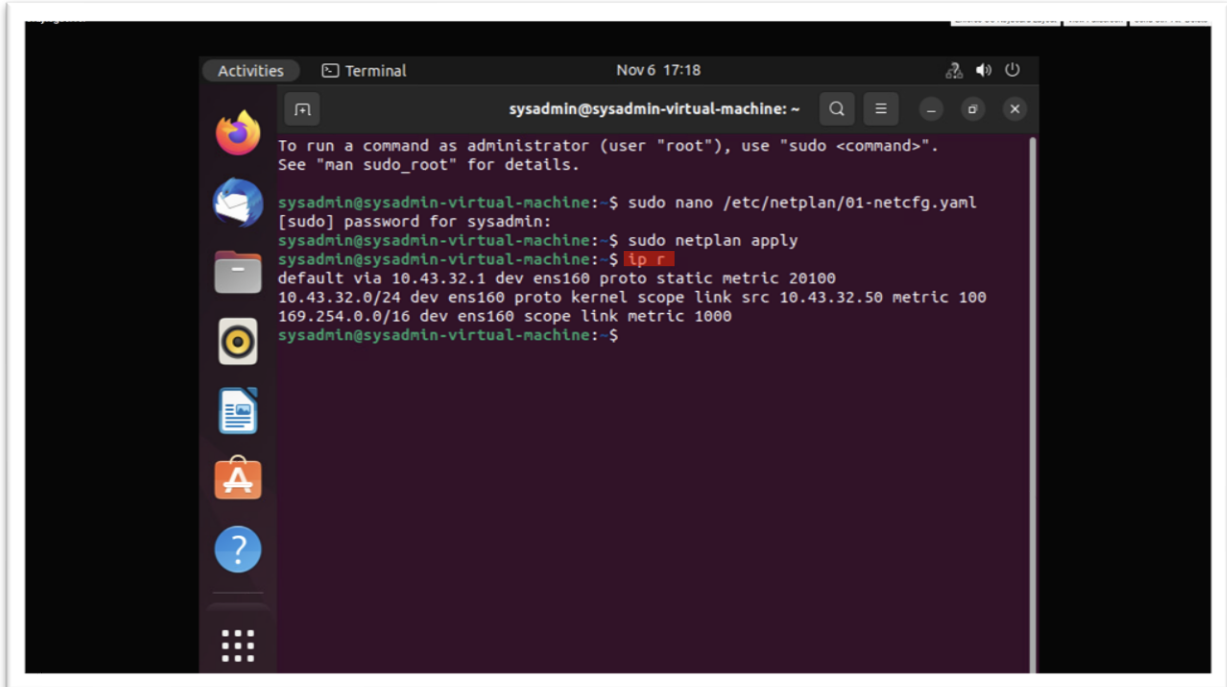 Activities
Terminal
Nov 6 17:18
sysadmin@sysadmin-virtual-machine: ~
To run a command as administrator (user "root"), use "sudo <command>".
See "man sudo_root" for details.
sysadmin@sysadmin-virtual-machine:~$ sudo nano /etc/netplan/01-netcfg.yaml
[sudo] password for sysadmin:
sysadmin@sysadmin-virtual-machine:~$ sudo netplan apply
sysadmin@sysadmin-virtual-machine:~$ ip r
default via 10.43.32.1 dev ens160 proto static metric 20100
10.43.32.0/24 dev ens160 proto kernel scope link src 10.43.32.50 metric 100
169.254.0.0/16 dev ens160 scope link metric 1000
sysadmin@sysadmin-virtual-machine:~$